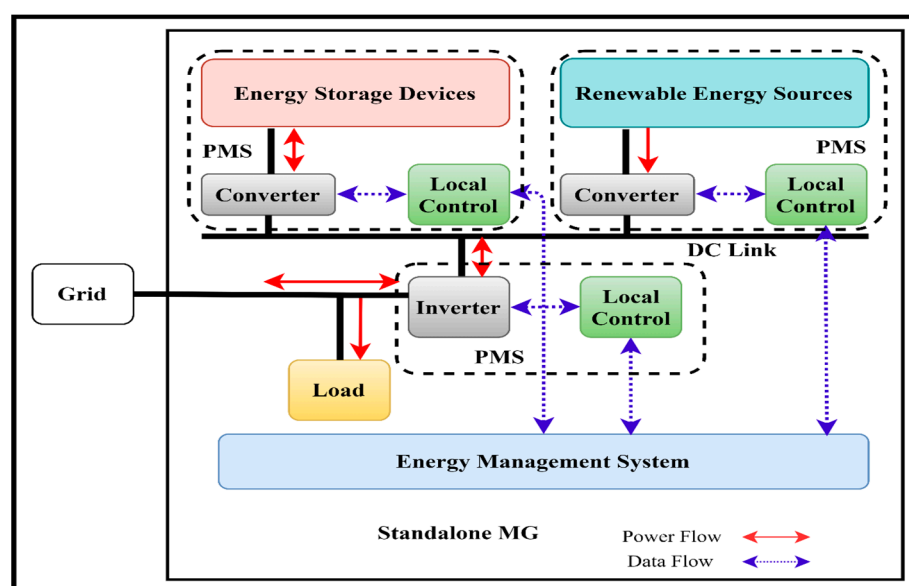 Energy Storage Devices
Renewable Energy Sources
PMS
PMS
Converter
Local
Control
Converter
Local
Control
DC Link
Grid
Inverter
Local
Control
PMS
Load
Energy Management System
Standalone MG
Power Flow
Data Flow